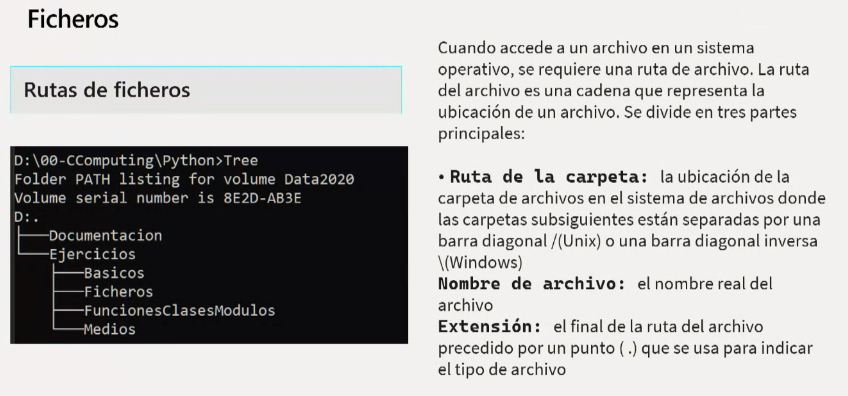 Ficheros
Rutas de ficheros
D:\00-CComputing\Python>Tree
Folder PATH listing for volume Data2020
Volume serial number is 8E2D-AB3E
D:.
├───Documentacion
└───Ejercicios
    ├───Basicos
    ├───Ficheros
    ├───FuncionesClasesModulos
    └───Medios
Cuando accede a un archivo en un sistema
operativo, se requiere una ruta de archivo. La ruta
del archivo es una cadena que representa la
ubicación de un archivo. Se divide en tres partes
principales:
• Ruta de la carpeta: la ubicación de la
carpeta de archivos en el sistema de archivos donde
las carpetas subsiguientes están separadas por una
barra diagonal /(Unix) o una barra diagonal inversa
\(Windows)
Nombre de archivo: el nombre real del
archivo
Extensión: el final de la ruta del archivo
precedido por un punto ( .) que se usa para indicar
el tipo de archivo